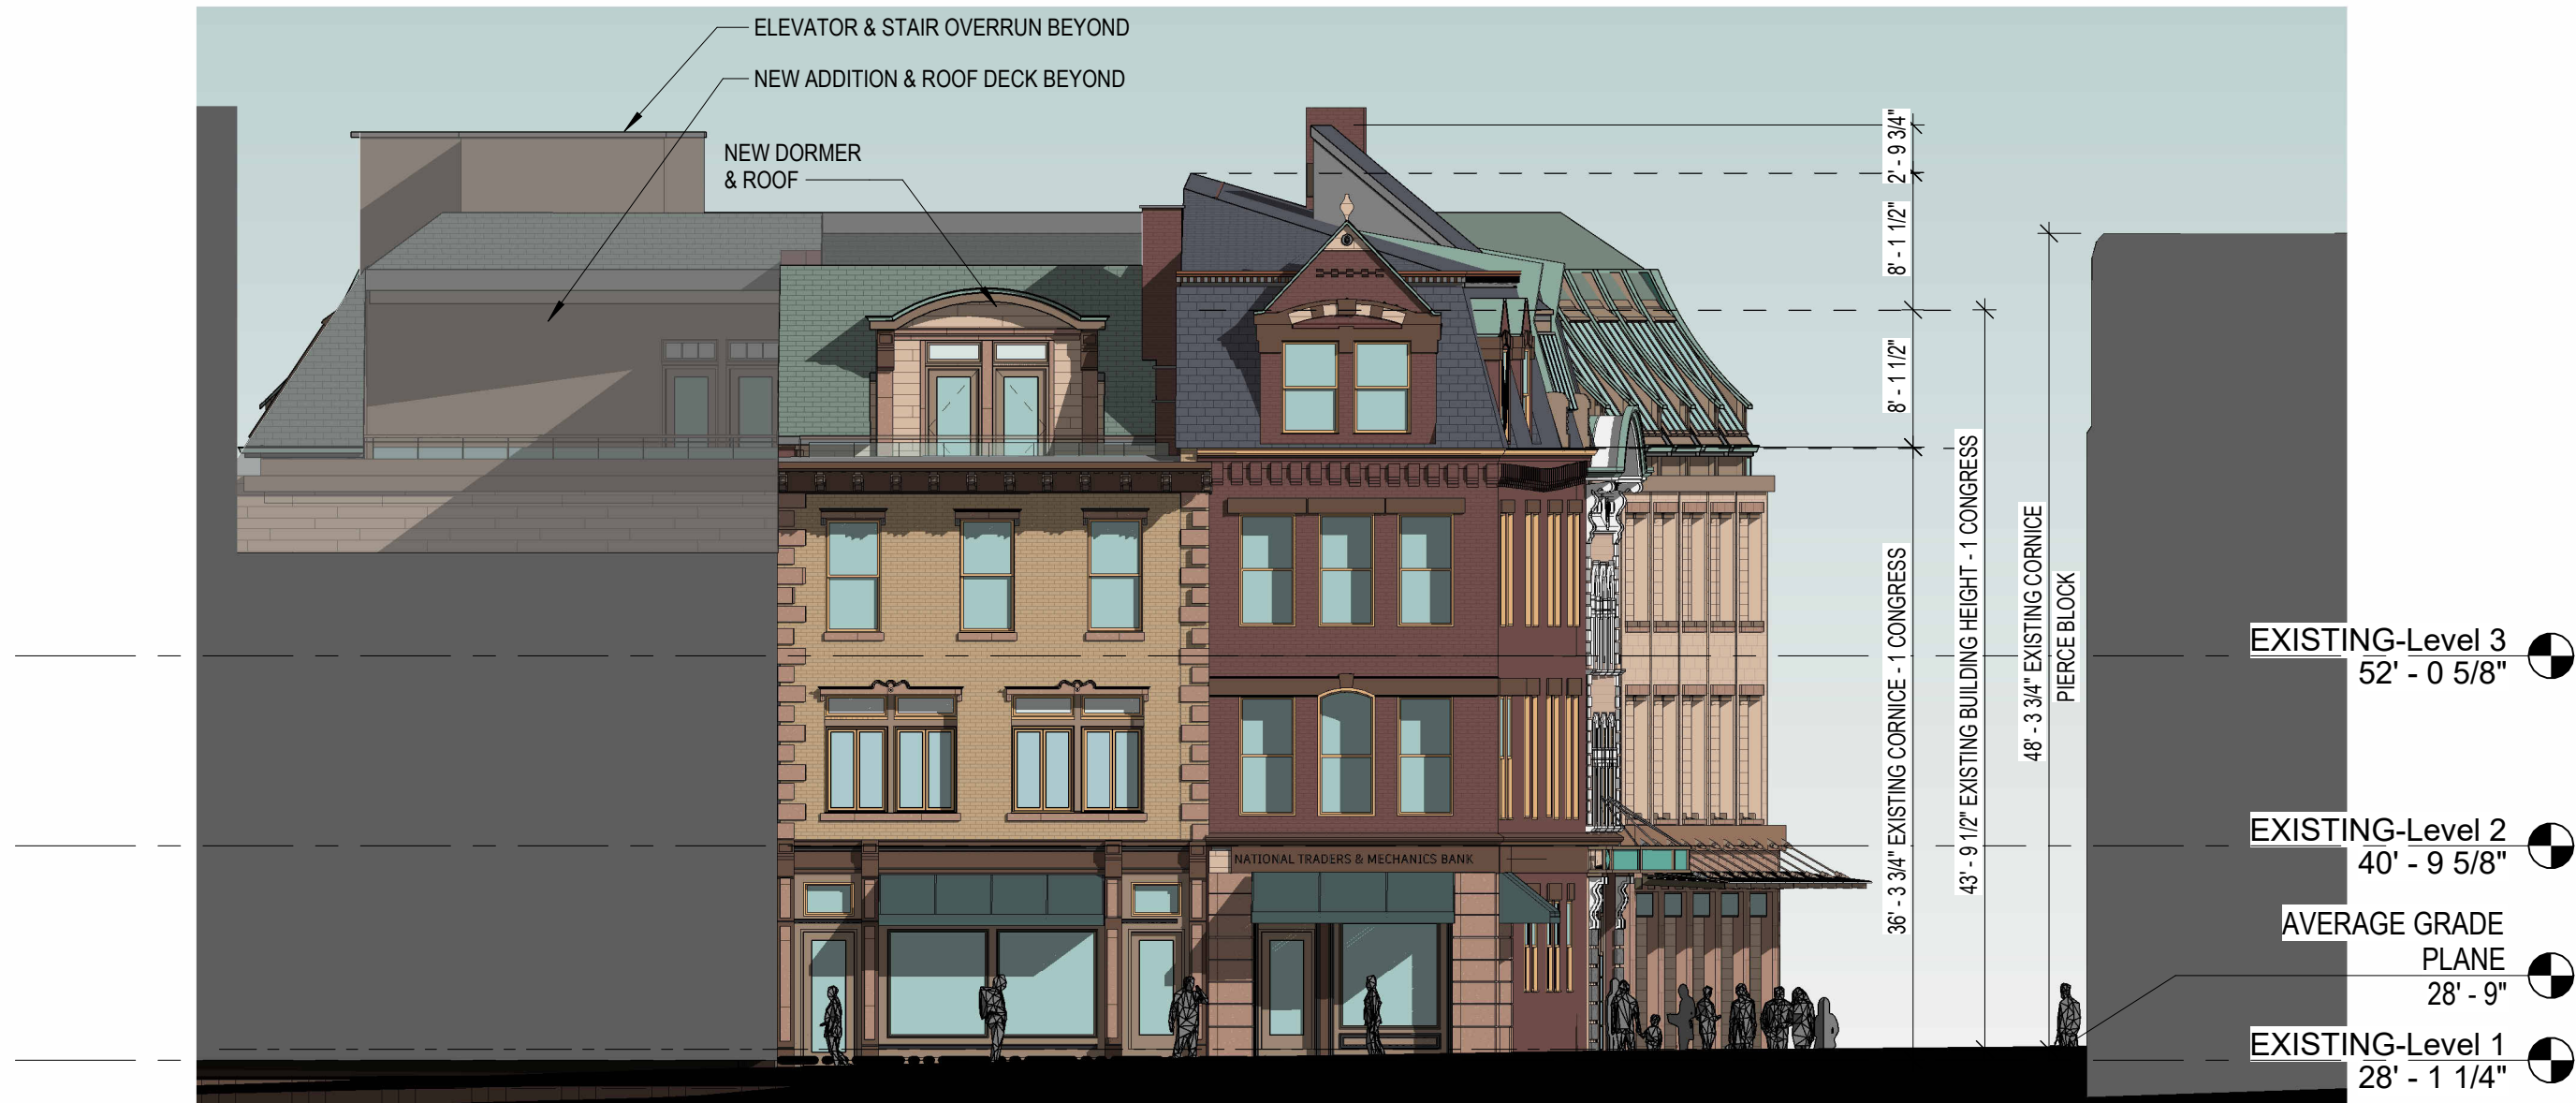 ELEVATOR & STAIR OVERRUN BEYOND
NEW ADDITION & ROOF DECK BEYOND
NEW DORMER
& ROOF
2' - 9 3/4"
8' - 1 1/2"
8' - 1 1/2"
36' - 3 3/4" EXISTING CORNICE - 1 CONGRESS
43' - 9 1/2" EXISTING BUILDING HEIGHT - 1 CONGRESS
48' - 3 3/4" EXISTING CORNICE
PIERCE BLOCK
NATIONAL TRADERS & MECHANICS BANK
EXISTING-Level 3
52' - 0 5/8"
EXISTING-Level 2
40' - 9 5/8"
AVERAGE GRADE
PLANE
28' - 9"
EXISTING-Level 1
28' - 1 1/4"